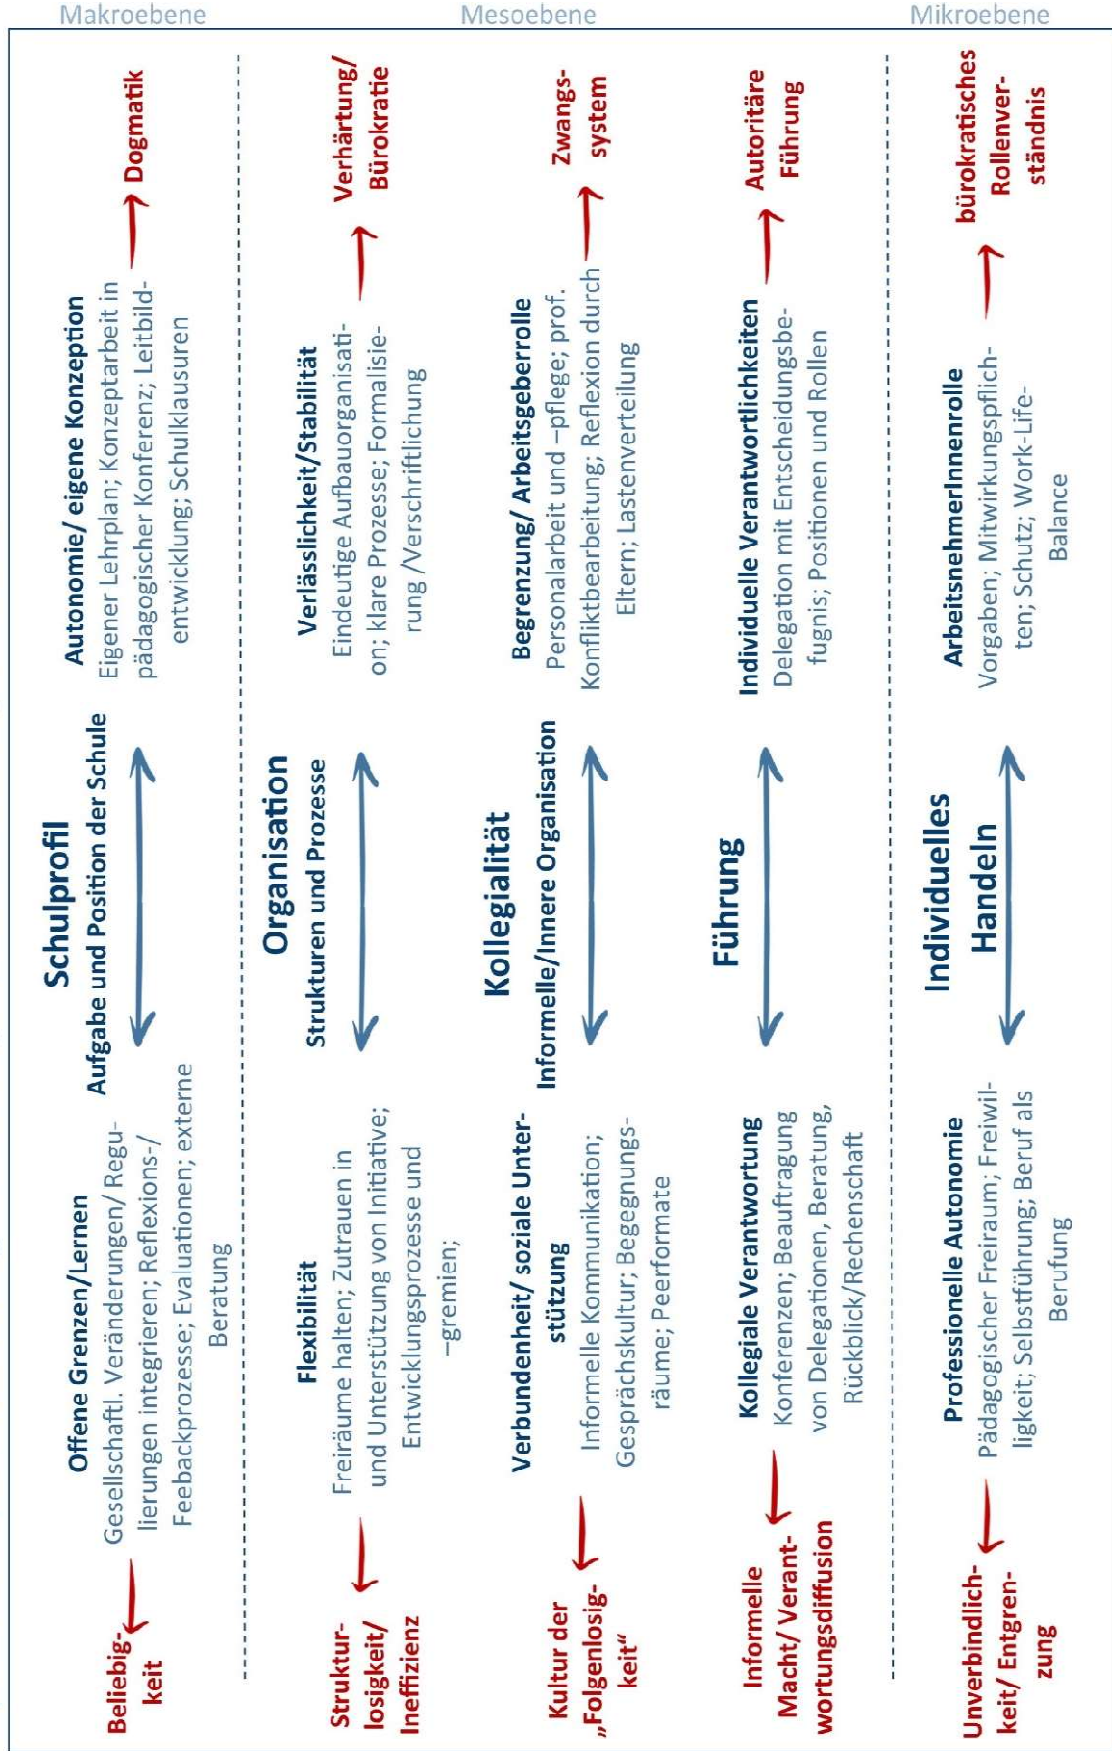 Makroebene
Mesoebene
Mikroebene
Beliebig-
keit
Offene Grenzen/Lernen
Gesellschaftl. Veränderungen/ Regu-
lierungen integrieren; Reflexions-/
Feebackprozesse; Evaluationen; externe
Beratung
Schulprofil
Aufgabe und Position der Schule
Autonomie/ eigene Konzeption
Eigener Lehrplan; Konzeptarbeit in
pädagogischer Konferenz; Leitbild-
entwicklung; Schulklausuren
Dogmatik
Struktur-
losigkeit/
Ineffizienz
Flexibilität
Freiräume halten; Zutrauen in
und Unterstützung von Initiative;
Entwicklungsprozesse und
–gremien;
Organisation
Strukturen und Prozesse
Verlässlichkeit/Stabilität
Eindeutige Aufbauorganisati-
on; klare Prozesse; Formalisie-
rung /Verschriftlichung
Verhärtung/
Bürokratie
Kultur der
„Folgenlosig-
keit“
Verbundenheit/ soziale Unter-
stützung
Informelle Kommunikation;
Gesprächskultur; Begegnungs-
räume; Peerformate
Kollegialität
Informelle/Innere Organisation
Begrenzung/ Arbeitsgeberrolle
Personalarbeit und –pflege; prof.
Konfliktbearbeitung; Reflexion durch
Eltern; Lastenverteilung
Zwangs-
system
Informelle
Macht/ Verant-
wortungsdiffusion
Kollegiale Verantwortung
Konferenzen; Beauftragung
von Delegationen, Beratung,
Rückblick/Rechenschaft
Führung
Individuelle Verantwortlichkeiten
Delegation mit Entscheidungsbe-
fugnis; Positionen und Rollen
Autoritäre
Führung
Unverbindlich-
keit/ Entgren-
zung
Professionelle Autonomie
Pädagogischer Freiraum; Freiwil-
ligkeit; Selbstführung; Beruf als
Berufung
Individuelles
Handeln
ArbeitsnehmerInnenrolle
Vorgaben; Mitwirkungspflich-
ten; Schutz; Work-Life-
Balance
bürokratisches
Rollenver-
ständnis